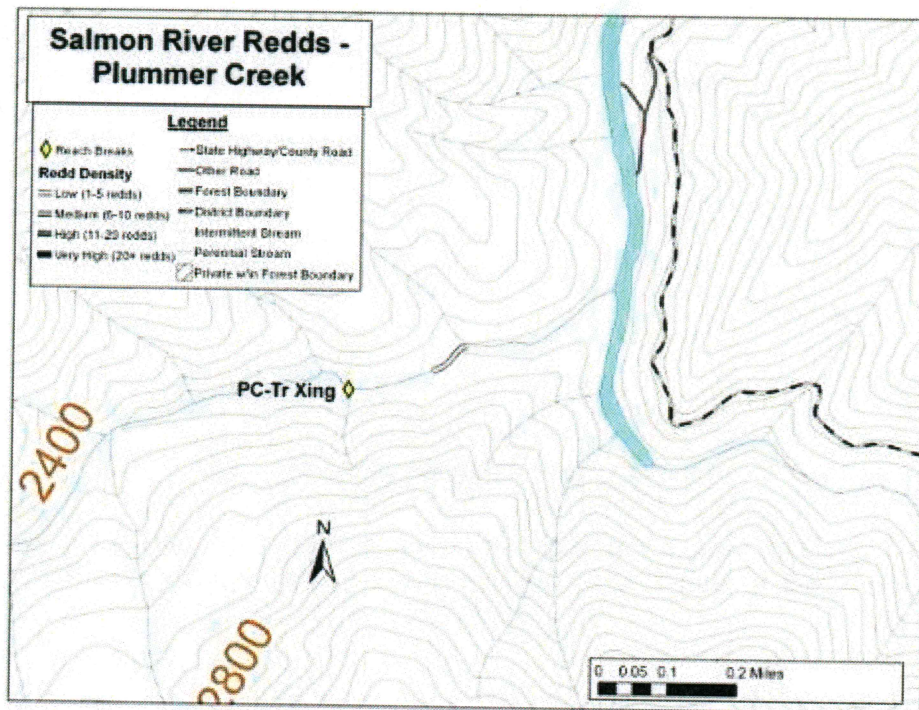 Salmon River Redds -
Plummer Creek
Legend
Reach Breaks
Redd Density
Low (1-5 redds)
Medium (6-10 redds)
High (11-20 redds)
Very High (20+ redds)
State Highway/County Road
Other Road
Forest Boundary
District Boundary
Intermittent Stream
Perennial Stream
Private w/in Forest Boundary
PC-Tr Xing
2400
N
2800
0 0.05 0.1 0.2 Miles